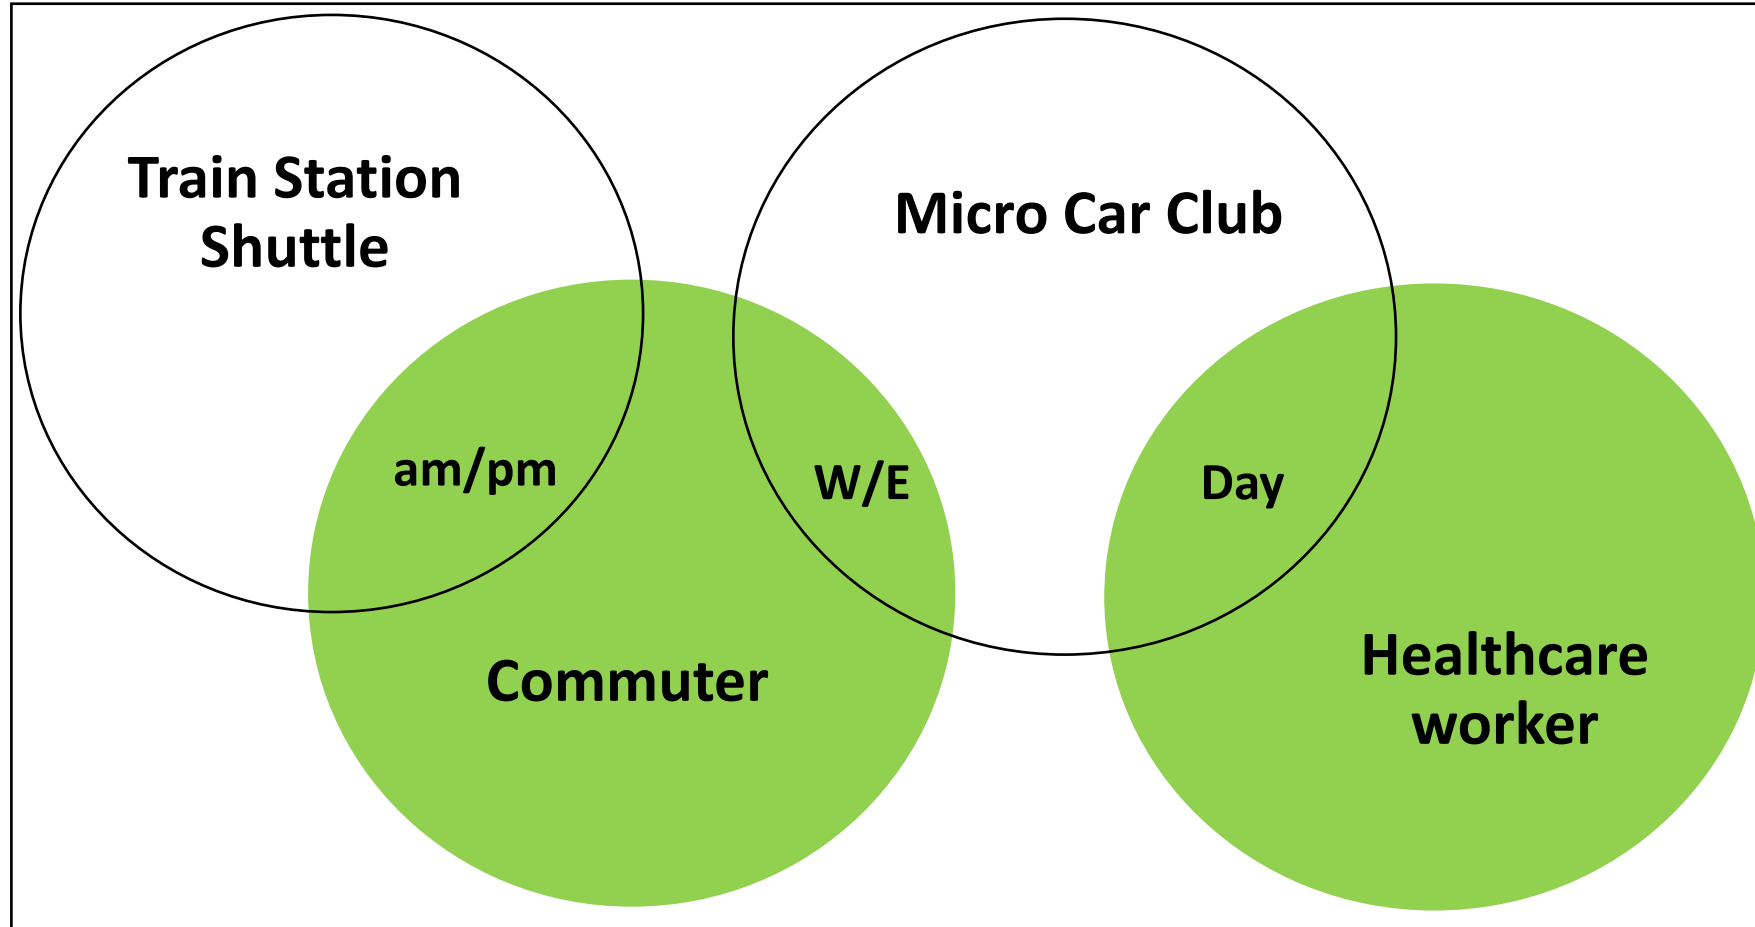 Train Station
Shuttle
Micro Car Club
am/pm
W/E
Day
Commuter
Healthcare
worker